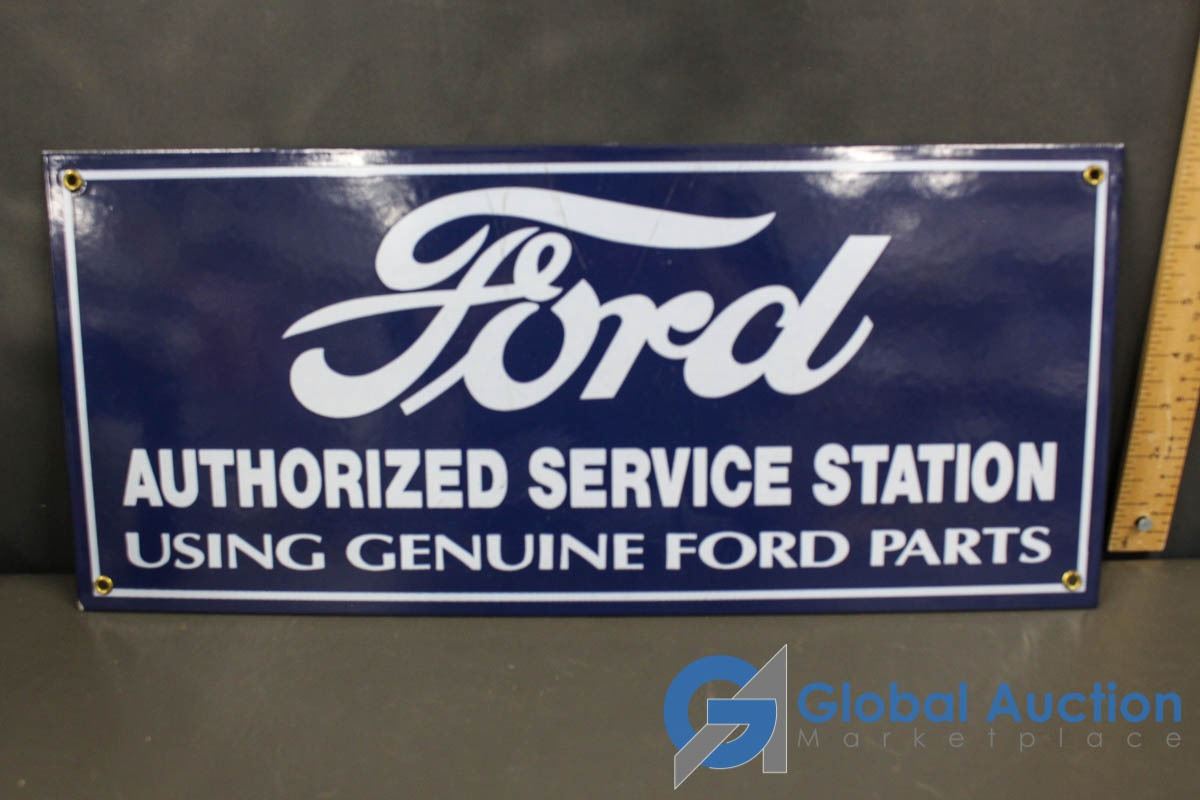 Ford
AUTHORIZED SERVICE STATION
USING GENUINE FORD PARTS
Global Auction
Marketplace